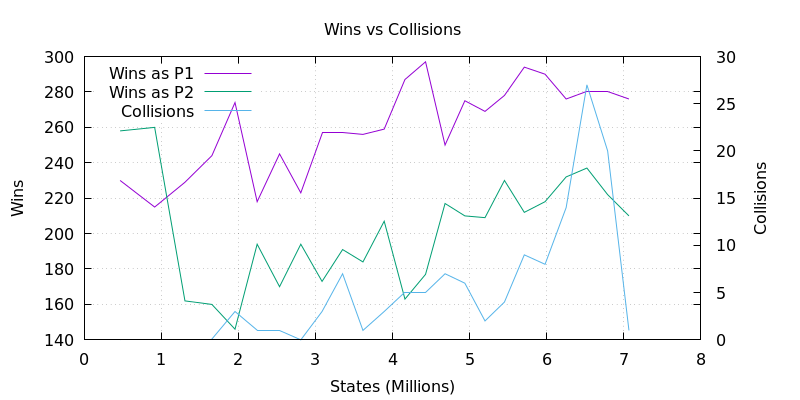 Wins vs Collisions
300
280
260
240
220
200
180
160
140
Wins
Wins as P1
Wins as P2
Collisions
30
25
20
15
10
5
0
Collisions
0 1 2 3 4 5 6 7 8
States (Millions)